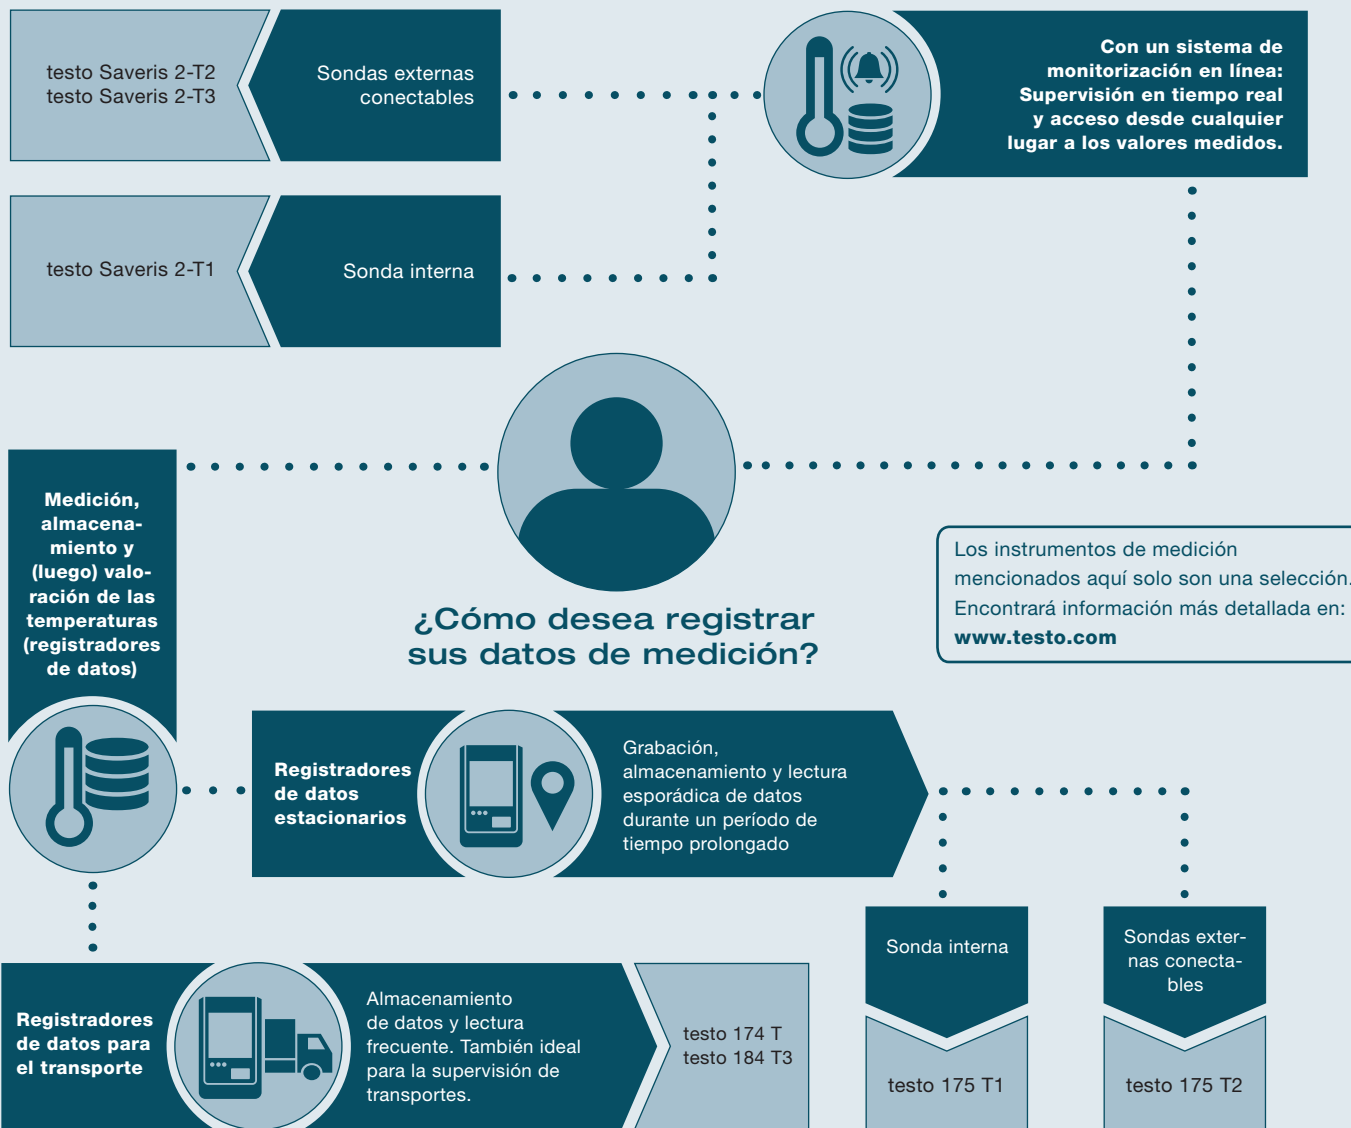 testo Saveris 2-T2
testo Saveris 2-T3
Sondas externas
conectables
Con un sistema de
monitorización en línea:
Supervisión en tiempo real
y acceso desde cualquier
lugar a los valores medidos.
testo Saveris 2-T1
Sonda interna
Medición,
almacena-
miento y
(luego) valo-
ración de las
temperaturas
(registradores
de datos)
¿Cómo desea registrar
sus datos de medición?
Los instrumentos de medición
mencionados aquí solo son una selección.
Encontrará información más detallada en:
www.testo.com
Registradores
de datos
estacionarios
Grabación,
almacenamiento y lectura
esporádica de datos
durante un período de
tiempo prolongado
Sonda interna
Sondas exter-
nas conecta-
bles
Registradores
de datos para
el transporte
Almacenamiento
de datos y lectura
frecuente. También ideal
para la supervisión de
transportes.
testo 174 T
testo 184 T3
testo 175 T1
testo 175 T2